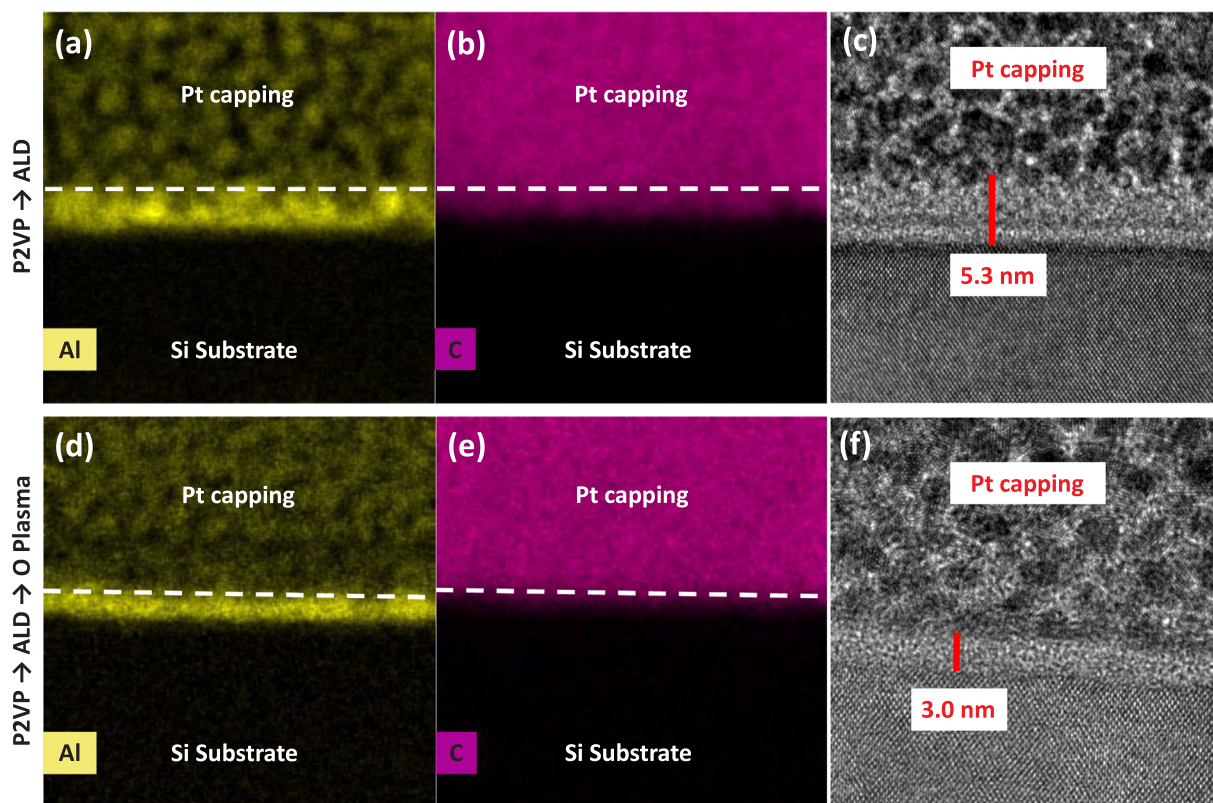 P2VP → ALD
(a)
Pt capping
Si Substrate
Al
(b)
Pt capping
Si Substrate
C
(c)
Pt capping
5.3 nm
P2VP → ALD → O Plasma
(d)
Pt capping
Si Substrate
Al
(e)
Pt capping
Si Substrate
C
(f)
Pt capping
3.0 nm